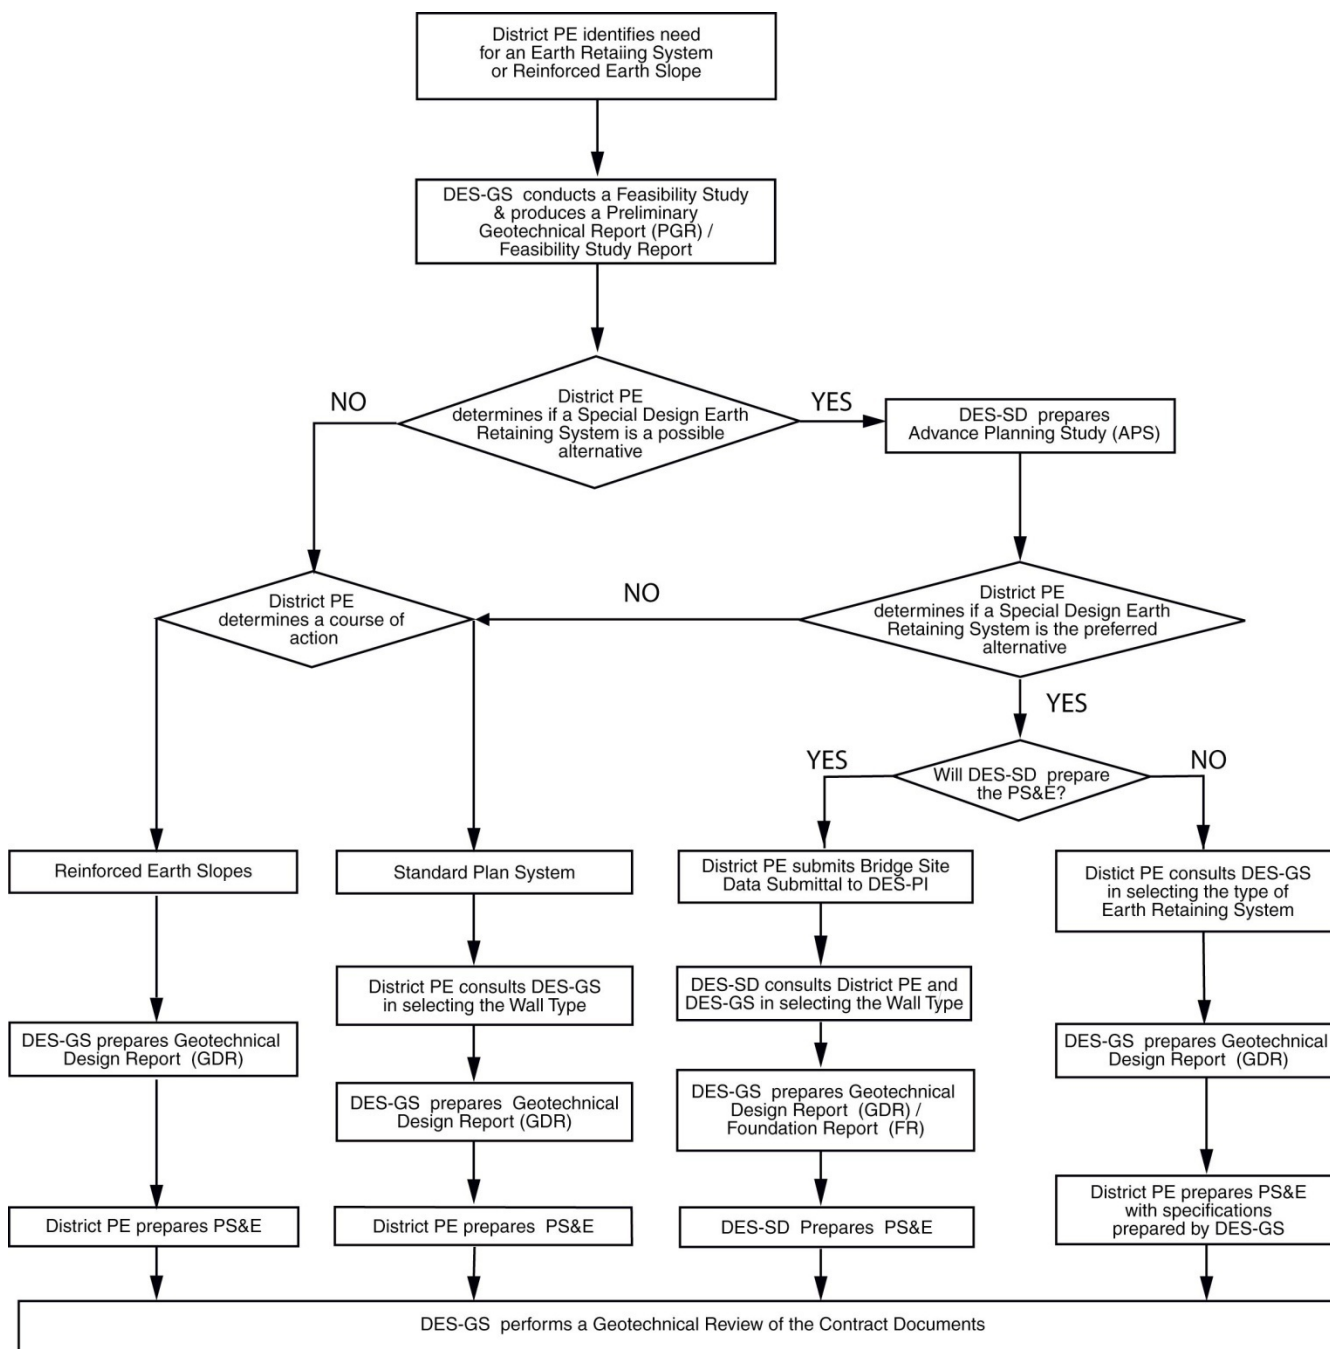 District PE identifies need
for an Earth Retaiing System
or Reinforced Earth Slope
DES-GS conducts a Feasibility Study
& produces a Preliminary
Geotechnical Report (PGR) /
Feasibility Study Report
District PE
determines if a Special Design Earth
Retaining System is a possible
alternative
NO
YES
DES-SD prepares
Advance Planning Study (APS)
District PE
determines a course of
action
NO
District PE
determines if a Special Design Earth
Retaining System is the preferred
alternative
YES
Will DES-SD prepare
the PS&E?
YES
NO
Reinforced Earth Slopes
Standard Plan System
District PE submits Bridge Site
Data Submittal to DES-PI
Distict PE consults DES-GS
in selecting the type of
Earth Retaining System
District PE consults DES-GS
in selecting the Wall Type
DES-SD consults District PE and
DES-GS in selecting the Wall Type
DES-GS prepares Geotechnical
Design Report (GDR)
DES-GS prepares Geotechnical
Design Report (GDR)
DES-GS prepares Geotechnical
Design Report (GDR) /
Foundation Report (FR)
DES-GS prepares Geotechnical
Design Report (GDR)
District PE prepares PS&E
District PE prepares PS&E
DES-SD Prepares PS&E
District PE prepares PS&E
with specifications
prepared by DES-GS
DES-GS performs a Geotechnical Review of the Contract Documents